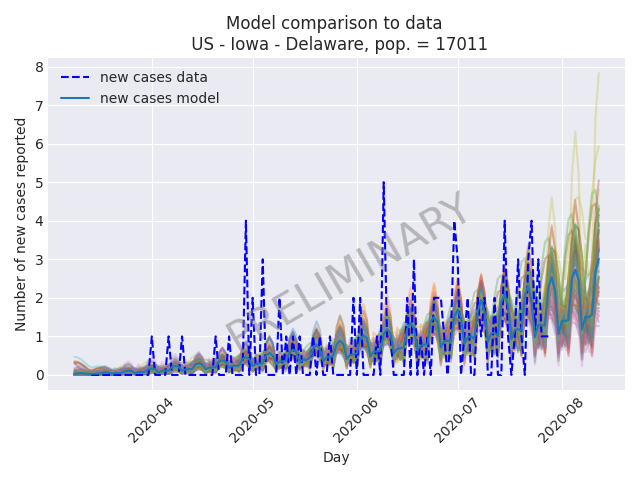 Model comparison to data
US - Iowa - Delaware, pop. = 17011
new cases data
new cases model
PRELIMINARY
Number of new cases reported
8
7
6
5
4
3
2
1
0
2020-04
2020-05
2020-06
2020-07
2020-08
Day